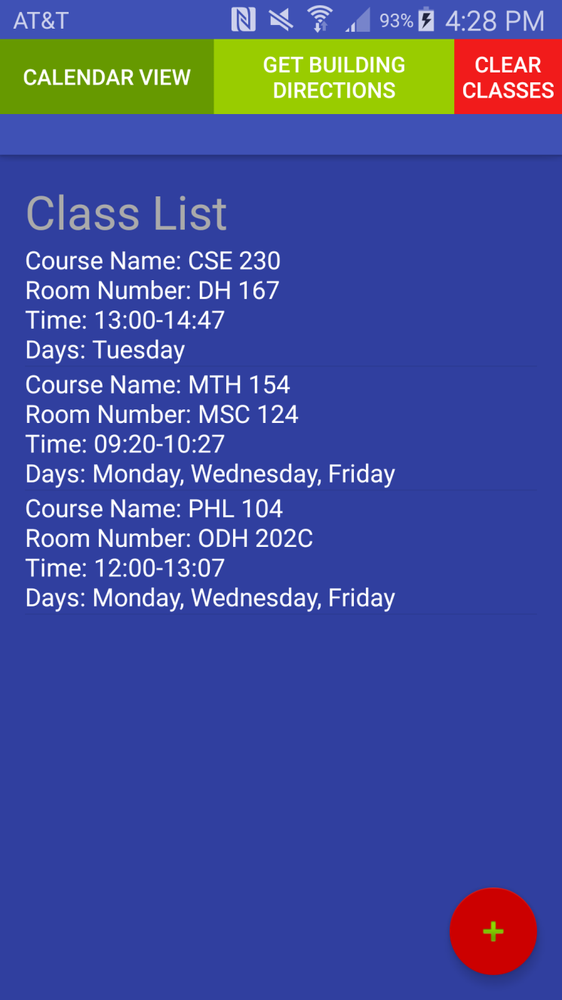 AT&T 93% 4:28 PM
CALENDAR VIEW
GET BUILDING
DIRECTIONS
CLEAR
CLASSES
Class List
Course Name: CSE 230
Room Number: DH 167
Time: 13:00-14:47
Days: Tuesday
Course Name: MTH 154
Room Number: MSC 124
Time: 09:20-10:27
Days: Monday, Wednesday, Friday
Course Name: PHL 104
Room Number: ODH 202C
Time: 12:00-13:07
Days: Monday, Wednesday, Friday
+